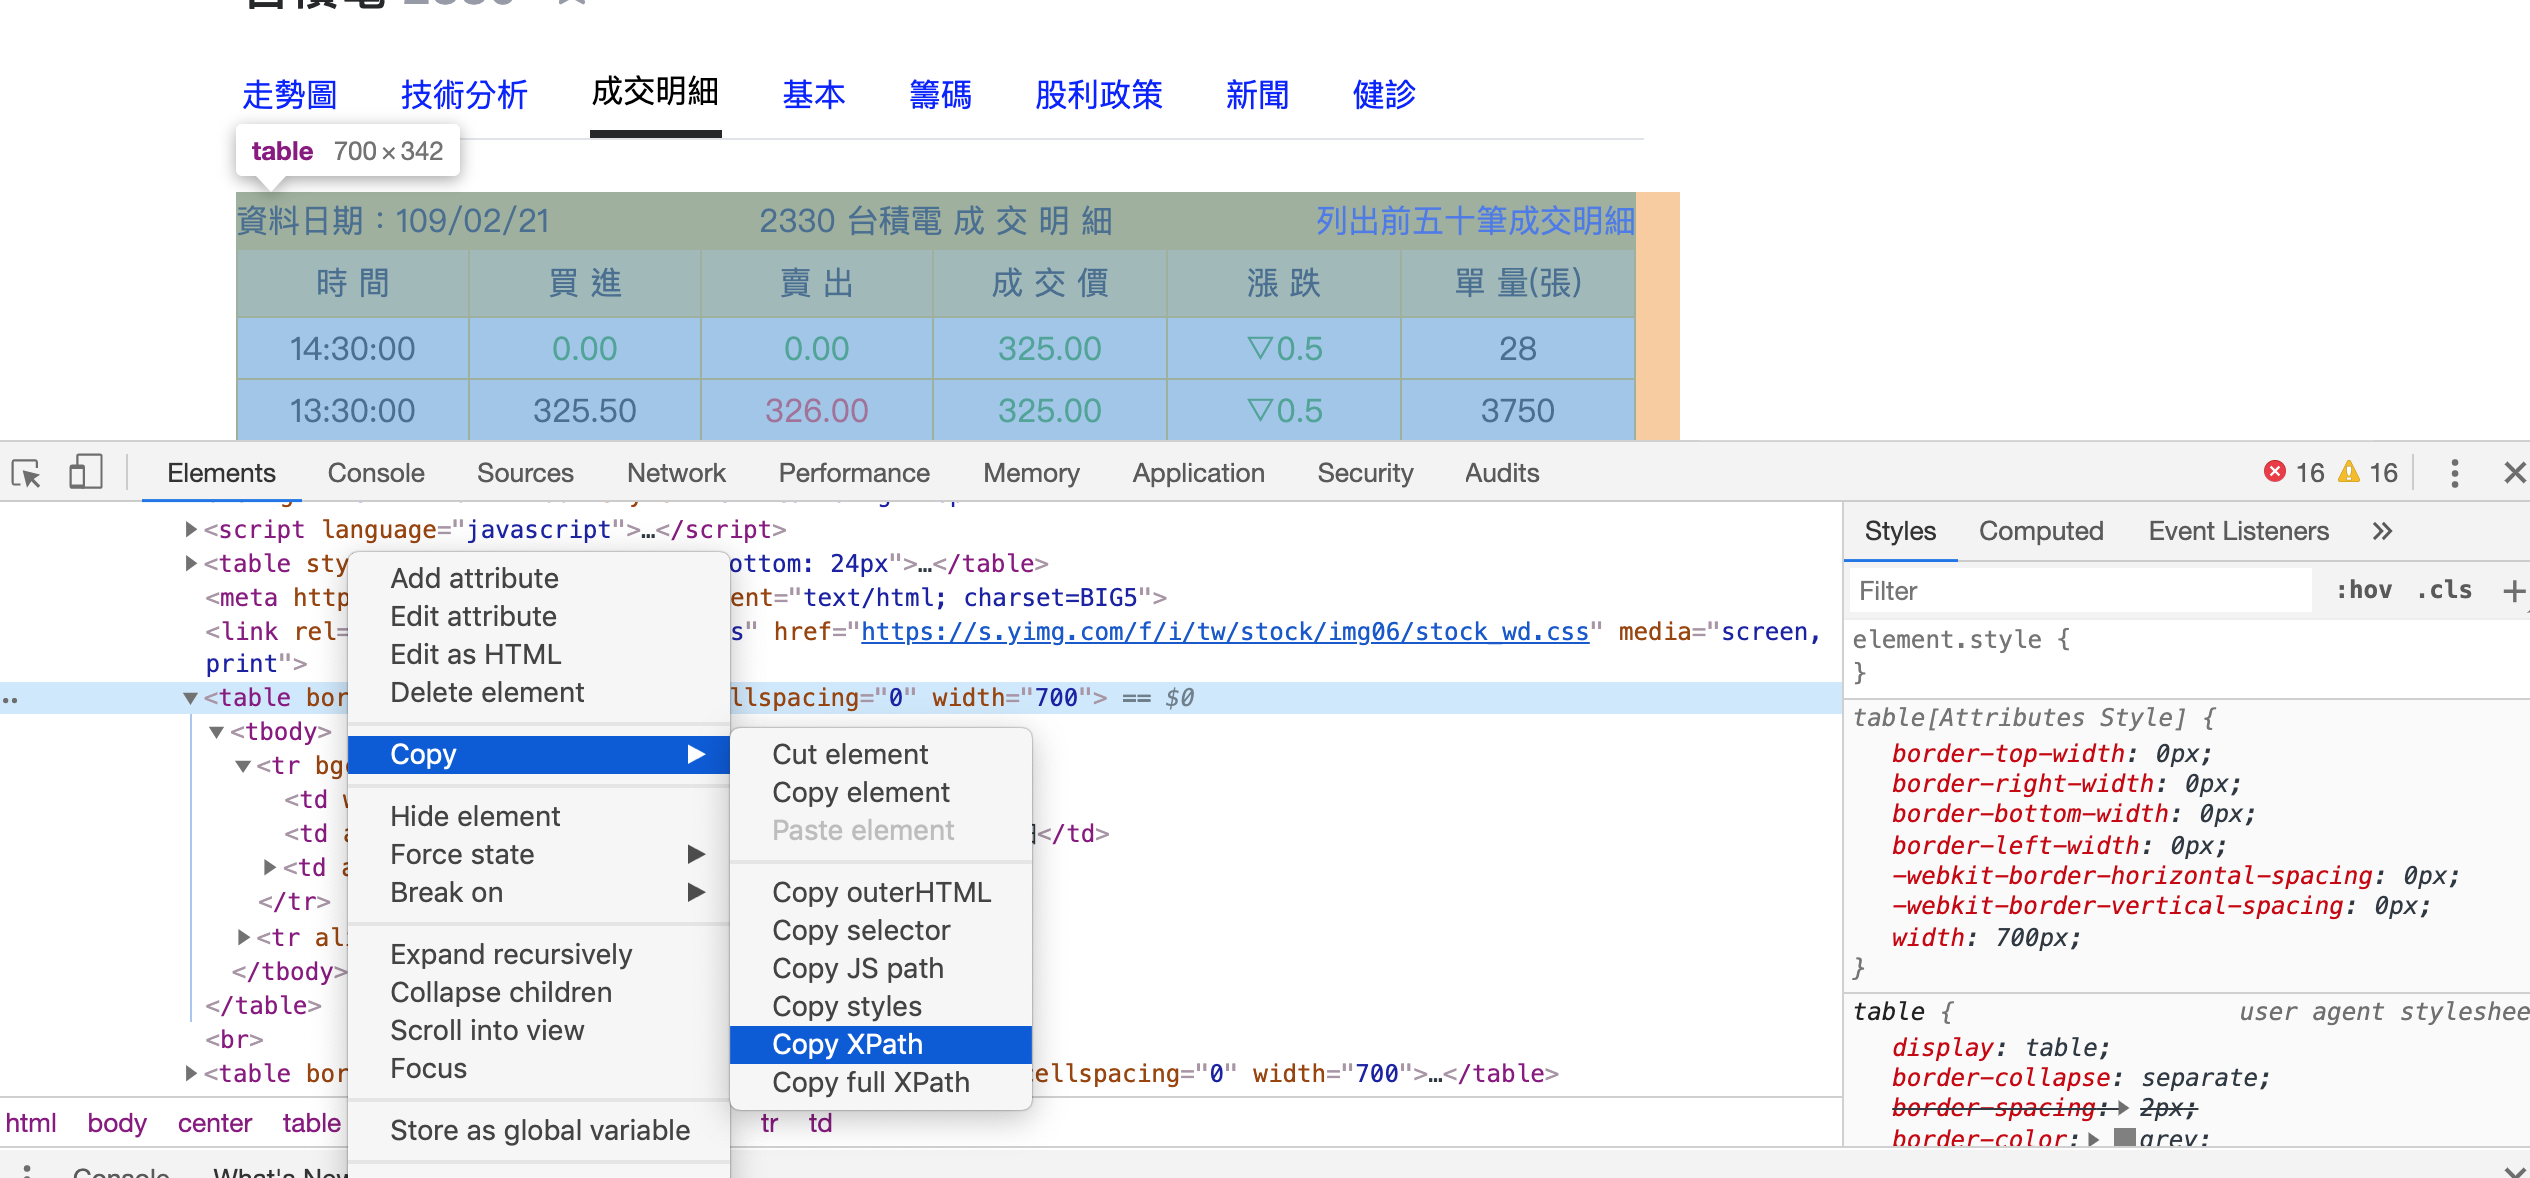 台積電 2330
走勢圖 技術分析 成交明細 基本 籌碼 股利政策 新聞 健診
table 700 × 342
資料日期：109/02/21 2330 台積電 成 交 明 細 列出前五十筆成交明細
時 間 買 進 賣 出 成 交 價 漲 跌 單 量(張)
14:30:00 0.00 0.00 325.00 ▽0.5 28
13:30:00 325.50 326.00 325.00 ▽0.5 3750
Elements Console Sources Network Performance Memory Application Security Audits 16 16
▶<script language="javascript">…</script>
▶<table sty ottom: 24px">…</table>
<meta http ent="text/html; charset=BIG5">
<link rel= s" href="https://s.yimg.com/f/i/tw/stock/img06/stock_wd.css" media="screen,
print">
▼<table bor llspacing="0" width="700"> == $0
▼<tbody>
▼<tr bg
<td
<td </td>
▶<td
</tr>
▶<tr al
</tbody>
</table>
<br>
▶<table bor ellspacing="0" width="700">…</table>
html body center table tr td
Console What's New
Add attribute
Edit attribute
Edit as HTML
Delete element
Copy ▶
Hide element
Force state ▶
Break on ▶
Expand recursively
Collapse children
Scroll into view
Focus
Store as global variable
Cut element
Copy element
Paste element
Copy outerHTML
Copy selector
Copy JS path
Copy styles
Copy XPath
Copy full XPath
Styles Computed Event Listeners »
Filter :hov .cls +
element.style {
}
table[Attributes Style] {
border-top-width: 0px;
border-right-width: 0px;
border-bottom-width: 0px;
border-left-width: 0px;
-webkit-border-horizontal-spacing: 0px;
-webkit-border-vertical-spacing: 0px;
width: 700px;
}
table { user agent styleshee
display: table;
border-collapse: separate;
border-spacing:▶ 2px;
border-color:▶ grey;